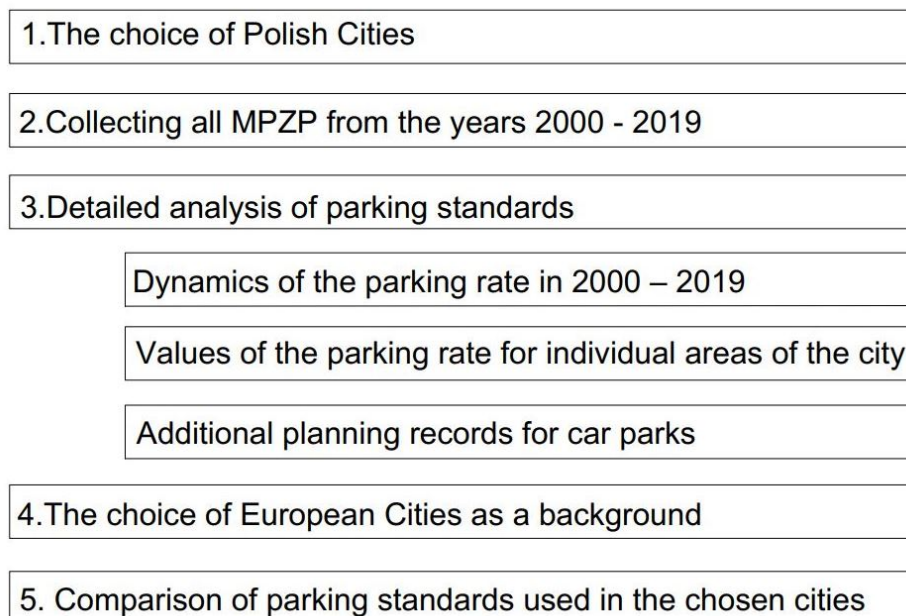 1.The choice of Polish Cities
2.Collecting all MPZP from the years 2000 - 2019
3.Detailed analysis of parking standards
Dynamics of the parking rate in 2000 – 2019
Values of the parking rate for individual areas of the city
Additional planning records for car parks
4.The choice of European Cities as a background
5. Comparison of parking standards used in the chosen cities